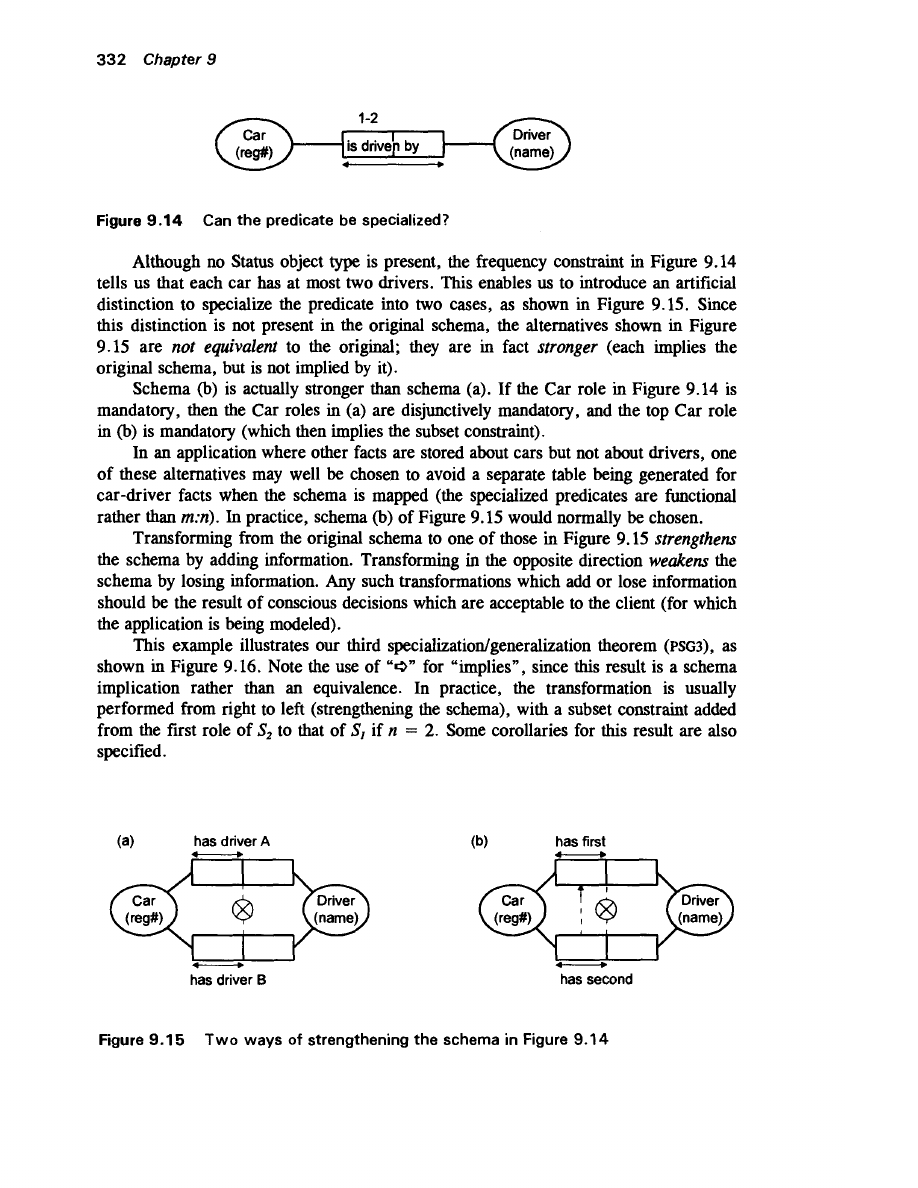 332 Chapter 9
1-2
Car
(reg#)
is driven by
Driver
(name)
Figure 9.14 Can the predicate be specialized?
Although no Status object type is present, the frequency constraint in Figure 9.14
tells us that each car has at most two drivers. This enables us to introduce an artificial
distinction to specialize the predicate into two cases, as shown in Figure 9.15. Since
this distinction is not present in the original schema, the alternatives shown in Figure
9.15 are not equivalent to the original; they are in fact stronger (each implies the
original schema, but is not implied by it).
Schema (b) is actually stronger than schema (a). If the Car role in Figure 9.14 is
mandatory, then the Car roles in (a) are disjunctively mandatory, and the top Car role
in (b) is mandatory (which then implies the subset constraint).
In an application where other facts are stored about cars but not about drivers, one
of these alternatives may well be chosen to avoid a separate table being generated for
car-driver facts when the schema is mapped (the specialized predicates are functional
rather than m:n). In practice, schema (b) of Figure 9.15 would normally be chosen.
Transforming from the original schema to one of those in Figure 9.15 strengthens
the schema by adding information. Transforming in the opposite direction weakens the
schema by losing information. Any such transformations which add or lose information
should be the result of conscious decisions which are acceptable to the client (for which
the application is being modeled).
This example illustrates our third specialization/generalization theorem (PSG3), as
shown in Figure 9.16. Note the use of “⇨” for “implies”, since this result is a schema
implication rather than an equivalence. In practice, the transformation is usually
performed from right to left (strengthening the schema), with a subset constraint added
from the first role of S2 to that of S1 if n = 2. Some corollaries for this result are also
specified.
(a)
has driver A
Car
(reg#)
Driver
(name)
has driver B
(b)
has first
Car
(reg#)
Driver
(name)
has second
Figure 9.15 Two ways of strengthening the schema in Figure 9.14